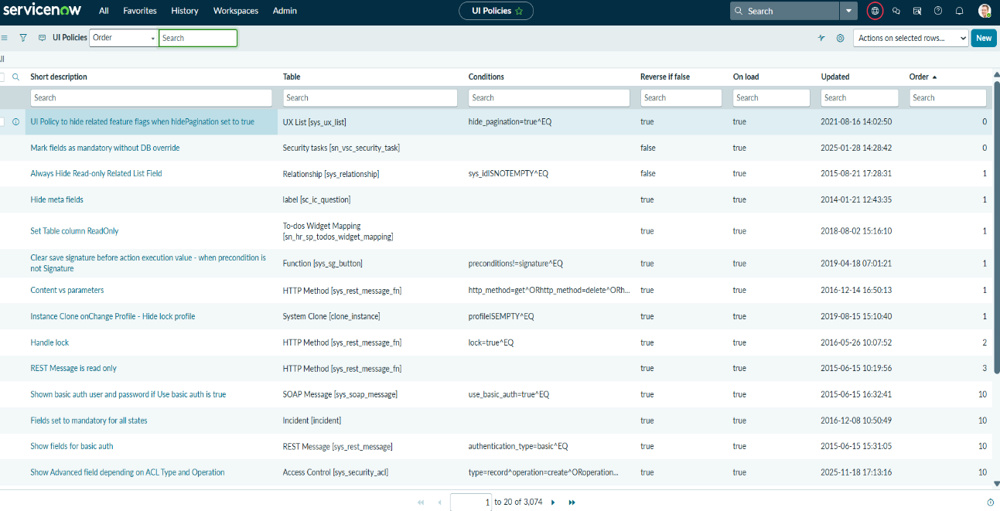 servicenow All Favorites History Workspaces Admin UI Policies Search
UI Policies Order Search Actions on selected rows... New
All
Short description Table Conditions Reverse if false On load Updated Order
Search Search Search Search Search Search Search
UI Policy to hide related feature flags when hidePagination set to true UX List [sys_ux_list] hide_pagination=true^EQ true true 2021-08-16 14:02:50 0
Mark fields as mandatory without DB override Security tasks [sn_vsc_security_task] false true 2025-01-28 14:28:42 0
Always Hide Read-only Related List Field Relationship [sys_relationship] sys_idISNOTEMPTY^EQ false true 2015-08-21 17:28:31 1
Hide meta fields label [sc_ic_question] true true 2014-01-21 12:43:35 1
Set Table column ReadOnly To-dos Widget Mapping
[sn_hr_sp_todos_widget_mapping] true true 2018-08-02 15:16:10 1
Clear save signature before action execution value - when precondition is
not Signature Function [sys_sg_button] preconditions!=signature^EQ true true 2019-04-18 07:01:21 1
Content vs parameters HTTP Method [sys_rest_message_fn] http_method=get^ORhttp_method=delete^ORh... true true 2016-12-14 16:50:13 1
Instance Clone onChange Profile - Hide lock profile System Clone [clone_instance] profileISEMPTY^EQ true true 2019-08-15 15:10:40 1
Handle lock HTTP Method [sys_rest_message_fn] lock=true^EQ true true 2016-05-26 10:07:52 2
REST Message is read only HTTP Method [sys_rest_message_fn] true true 2015-06-15 10:19:56 3
Shown basic auth user and password if Use basic auth is true SOAP Message [sys_soap_message] use_basic_auth=true^EQ true true 2015-06-15 16:32:41 10
Fields set to mandatory for all states Incident [incident] true true 2016-12-08 10:50:49 10
Show fields for basic auth REST Message [sys_rest_message] authentication_type=basic^EQ true true 2015-06-15 15:31:05 10
Show Advanced field depending on ACL Type and Operation Access Control [sys_security_acl] type=record^operation=create^ORoperation... true true 2025-11-18 17:13:16 10
1 to 20 of 3,074